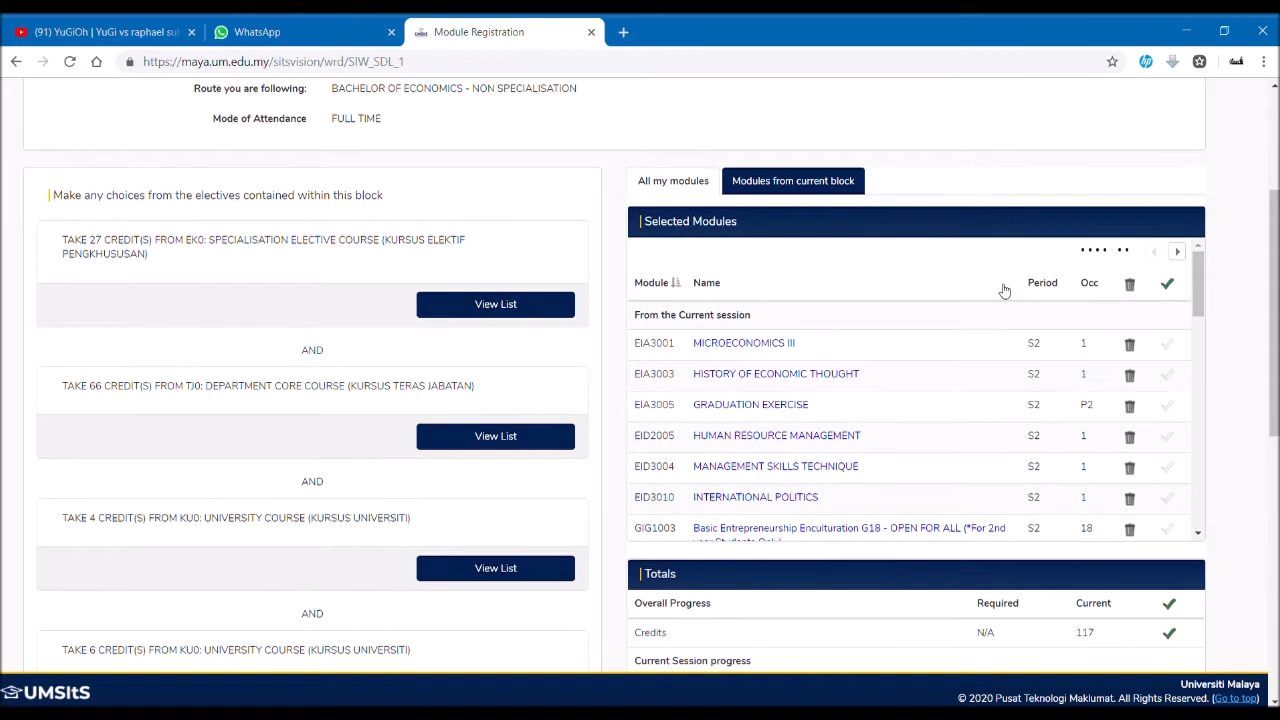 (91) YuGiOh | YuGi vs raphael sul
WhatsApp
Module Registration
https://maya.um.edu.my/sitsvision/wrd/SIW_SDL_1
Route you are following: BACHELOR OF ECONOMICS - NON SPECIALISATION
Mode of Attendance FULL TIME
Make any choices from the electives contained within this block
TAKE 27 CREDIT(S) FROM EK0: SPECIALISATION ELECTIVE COURSE (KURSUS ELEKTIF
PENGKHUSUSAN)
View List
AND
TAKE 66 CREDIT(S) FROM TJ0: DEPARTMENT CORE COURSE (KURSUS TERAS JABATAN)
View List
AND
TAKE 4 CREDIT(S) FROM KU0: UNIVERSITY COURSE (KURSUS UNIVERSITI)
View List
AND
TAKE 6 CREDIT(S) FROM KU0: UNIVERSITY COURSE (KURSUS UNIVERSITI)
All my modules Modules from current block
Selected Modules
Module Name Period Occ
From the Current session
EIA3001 MICROECONOMICS III S2 1
EIA3003 HISTORY OF ECONOMIC THOUGHT S2 1
EIA3005 GRADUATION EXERCISE S2 P2
EID2005 HUMAN RESOURCE MANAGEMENT S2 1
EID3004 MANAGEMENT SKILLS TECHNIQUE S2 1
EID3010 INTERNATIONAL POLITICS S2 1
GIG1003 Basic Entrepreneurship Enculturation G18 - OPEN FOR ALL (*For 2nd S2 18
year Students Only)
Totals
Overall Progress Required Current
Credits N/A 117
Current Session progress
UMSItS
Universiti Malaya
© 2020 Pusat Teknologi Maklumat. All Rights Reserved. (Go to top)